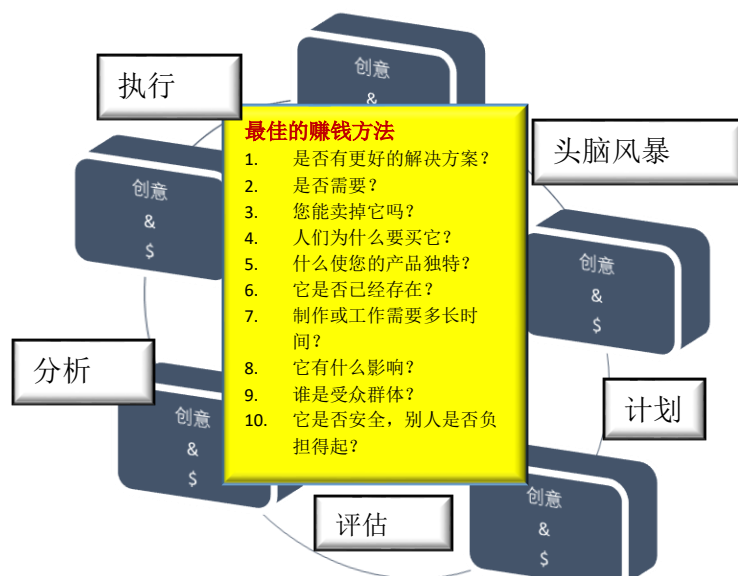 创意
&
执行
最佳的赚钱方法
1. 是否有更好的解决方案？
2. 是否需要？
3. 您能卖掉它吗？
4. 人们为什么要买它？
5. 什么使您的产品独特？
6. 它是否已经存在？
7. 制作或工作需要多长时
间？
8. 它有什么影响？
9. 谁是受众群体？
10. 它是否安全，别人是否负
担得起？
头脑风暴
创意
&
$
创意
&
$
分析
计划
创意
&
$
评估
创意
&
$